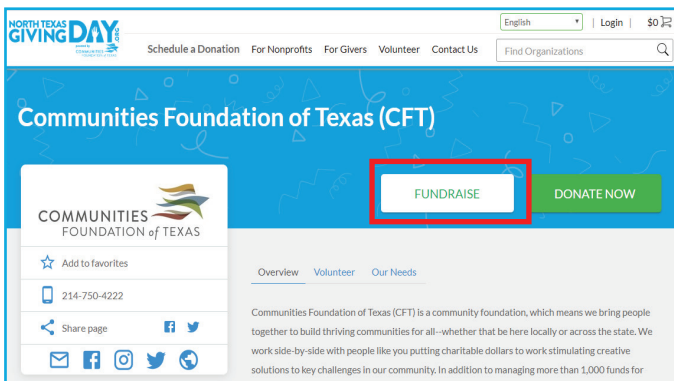 NORTH TEXAS
GIVING DAY.org
COMMUNITIES
FOUNDATION of TEXAS
English
| Login |
$0
Schedule a Donation
For Nonprofits
For Givers
Volunteer
Contact Us
Find Organizations
Communities Foundation of Texas (CFT)
FUNDRAISE
DONATE NOW
COMMUNITIES
FOUNDATION of TEXAS
Add to favorites
214-750-4222
Share page
Overview
Volunteer
Our Needs
Communities Foundation of Texas (CFT) is a community foundation, which means we bring people
together to build thriving communities for all--whether that be here locally or across the state. We
work side-by-side with people like you putting charitable dollars to work stimulating creative
solutions to key challenges in our community. In addition to managing more than 1,000 funds for